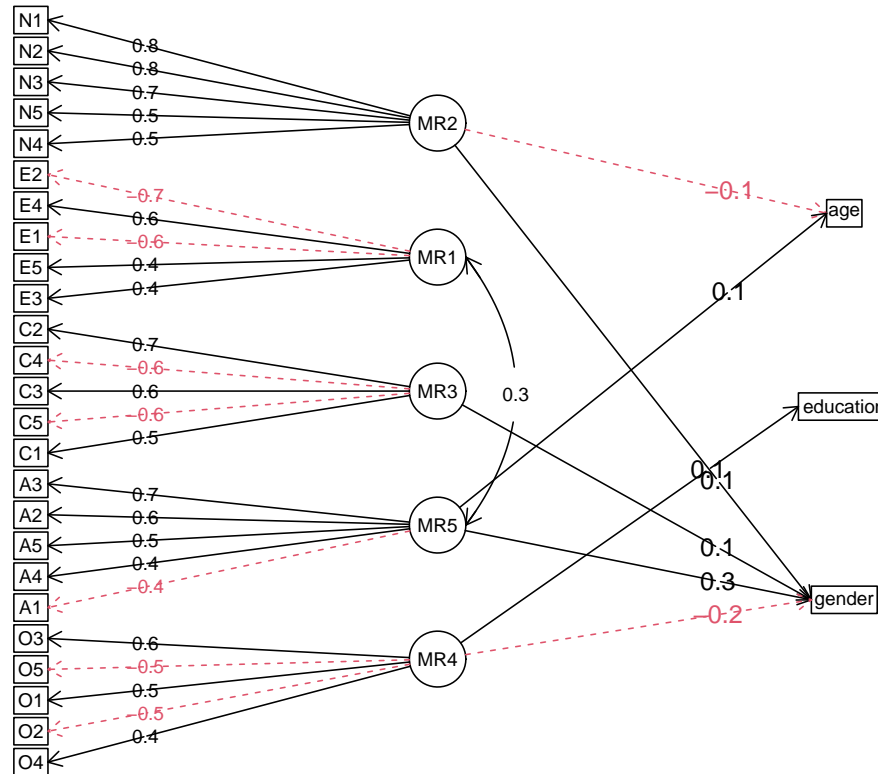 N1
N2
N3
N5
N4
E2
E4
E1
E5
E3
C2
C4
C3
C5
C1
A3
A2
A5
A4
A1
O3
O5
O1
O2
O4
0.8
0.8
0.7
0.5
0.5
−0.7
0.6
−0.6
0.4
0.4
0.7
−0.6
0.6
−0.6
0.5
0.7
0.6
0.5
0.4
−0.4
0.6
−0.5
0.5
−0.5
0.4
MR2
MR1
MR3
MR5
MR4
0.3
−0.1
0.1
0.1
0.1
0.1
0.3
−0.2
age
education
gender